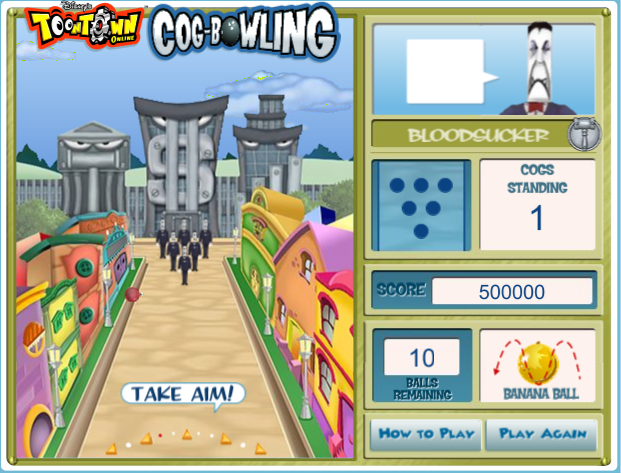 Disney's
TOONTOWN
ONLINE
COG-BOWLING
BLOODSUCKER
COGS
STANDING
1
SCORE
500000
10
BALLS
REMAINING
BANANA BALL
TAKE AIM!
HOW TO PLAY
PLAY AGAIN